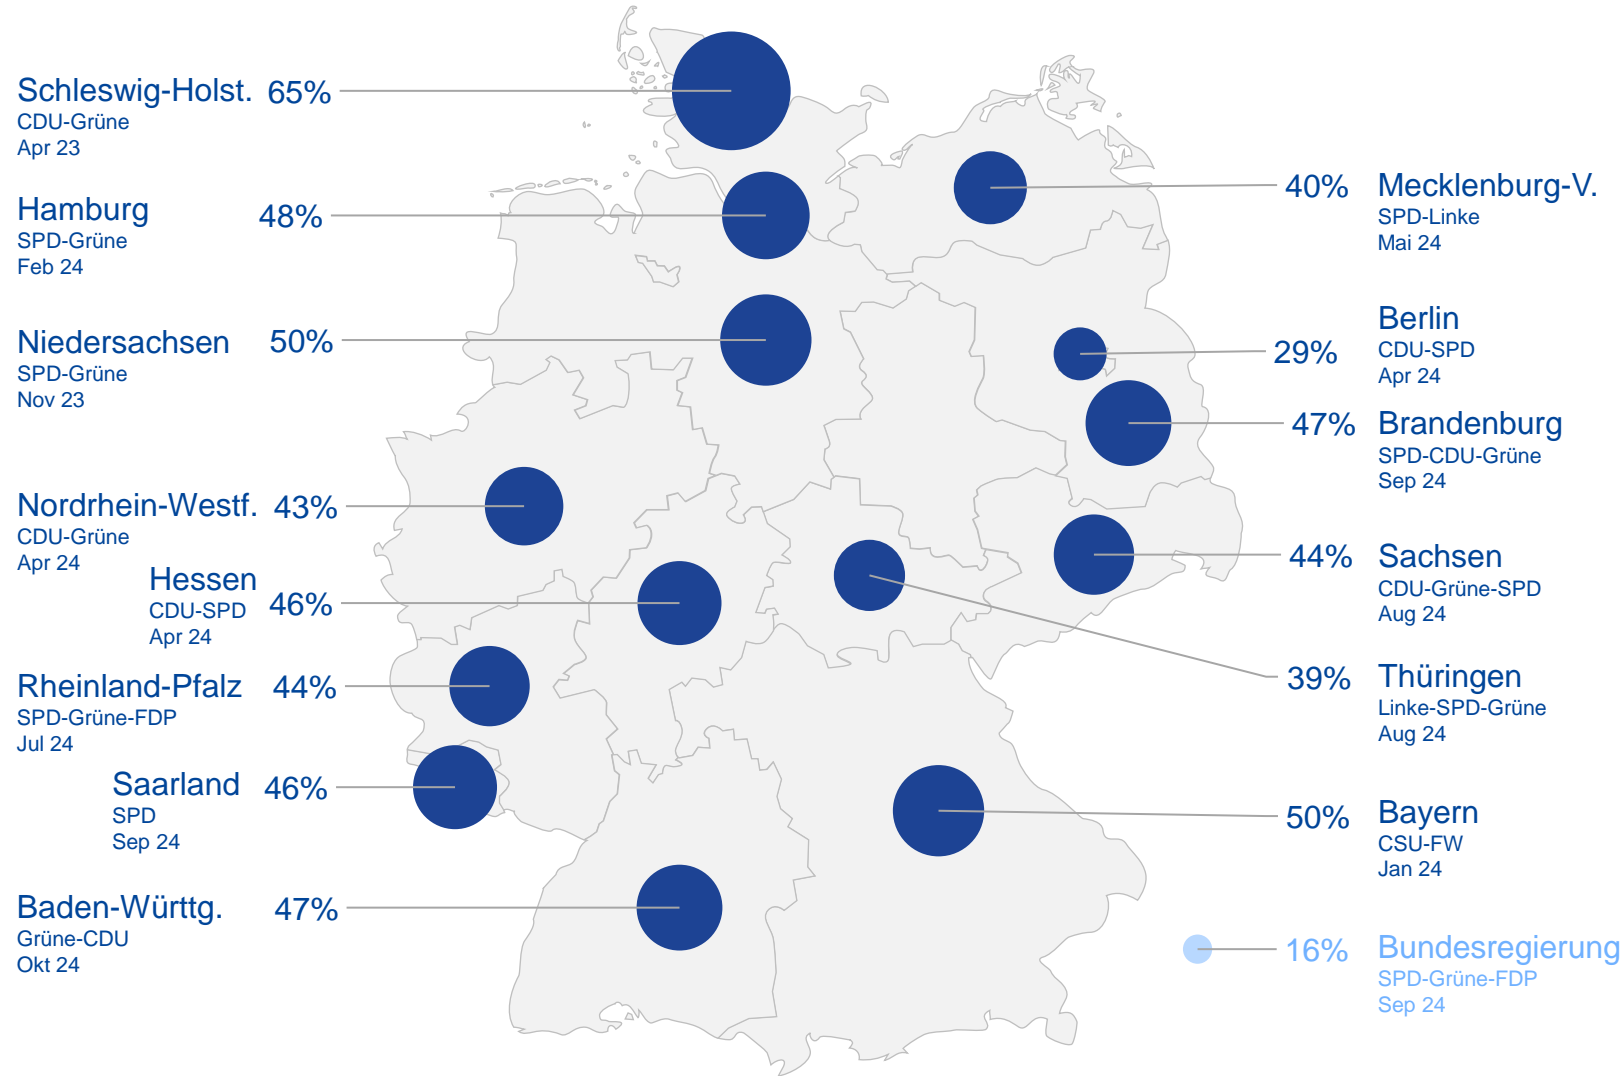 Schleswig-Holst. 65%
CDU-Grüne
Apr 23
Hamburg 48%
SPD-Grüne
Feb 24
Niedersachsen 50%
SPD-Grüne
Nov 23
Nordrhein-Westf. 43%
CDU-Grüne
Apr 24
Hessen 46%
CDU-SPD
Apr 24
Rheinland-Pfalz 44%
SPD-Grüne-FDP
Jul 24
Saarland 46%
SPD
Sep 24
Baden-Württg. 47%
Grüne-CDU
Okt 24
40% Mecklenburg-V.
SPD-Linke
Mai 24
Berlin
29% CDU-SPD
Apr 24
47% Brandenburg
SPD-CDU-Grüne
Sep 24
44% Sachsen
CDU-Grüne-SPD
Aug 24
39% Thüringen
Linke-SPD-Grüne
Aug 24
50% Bayern
CSU-FW
Jan 24
16% Bundesregierung
SPD-Grüne-FDP
Sep 24